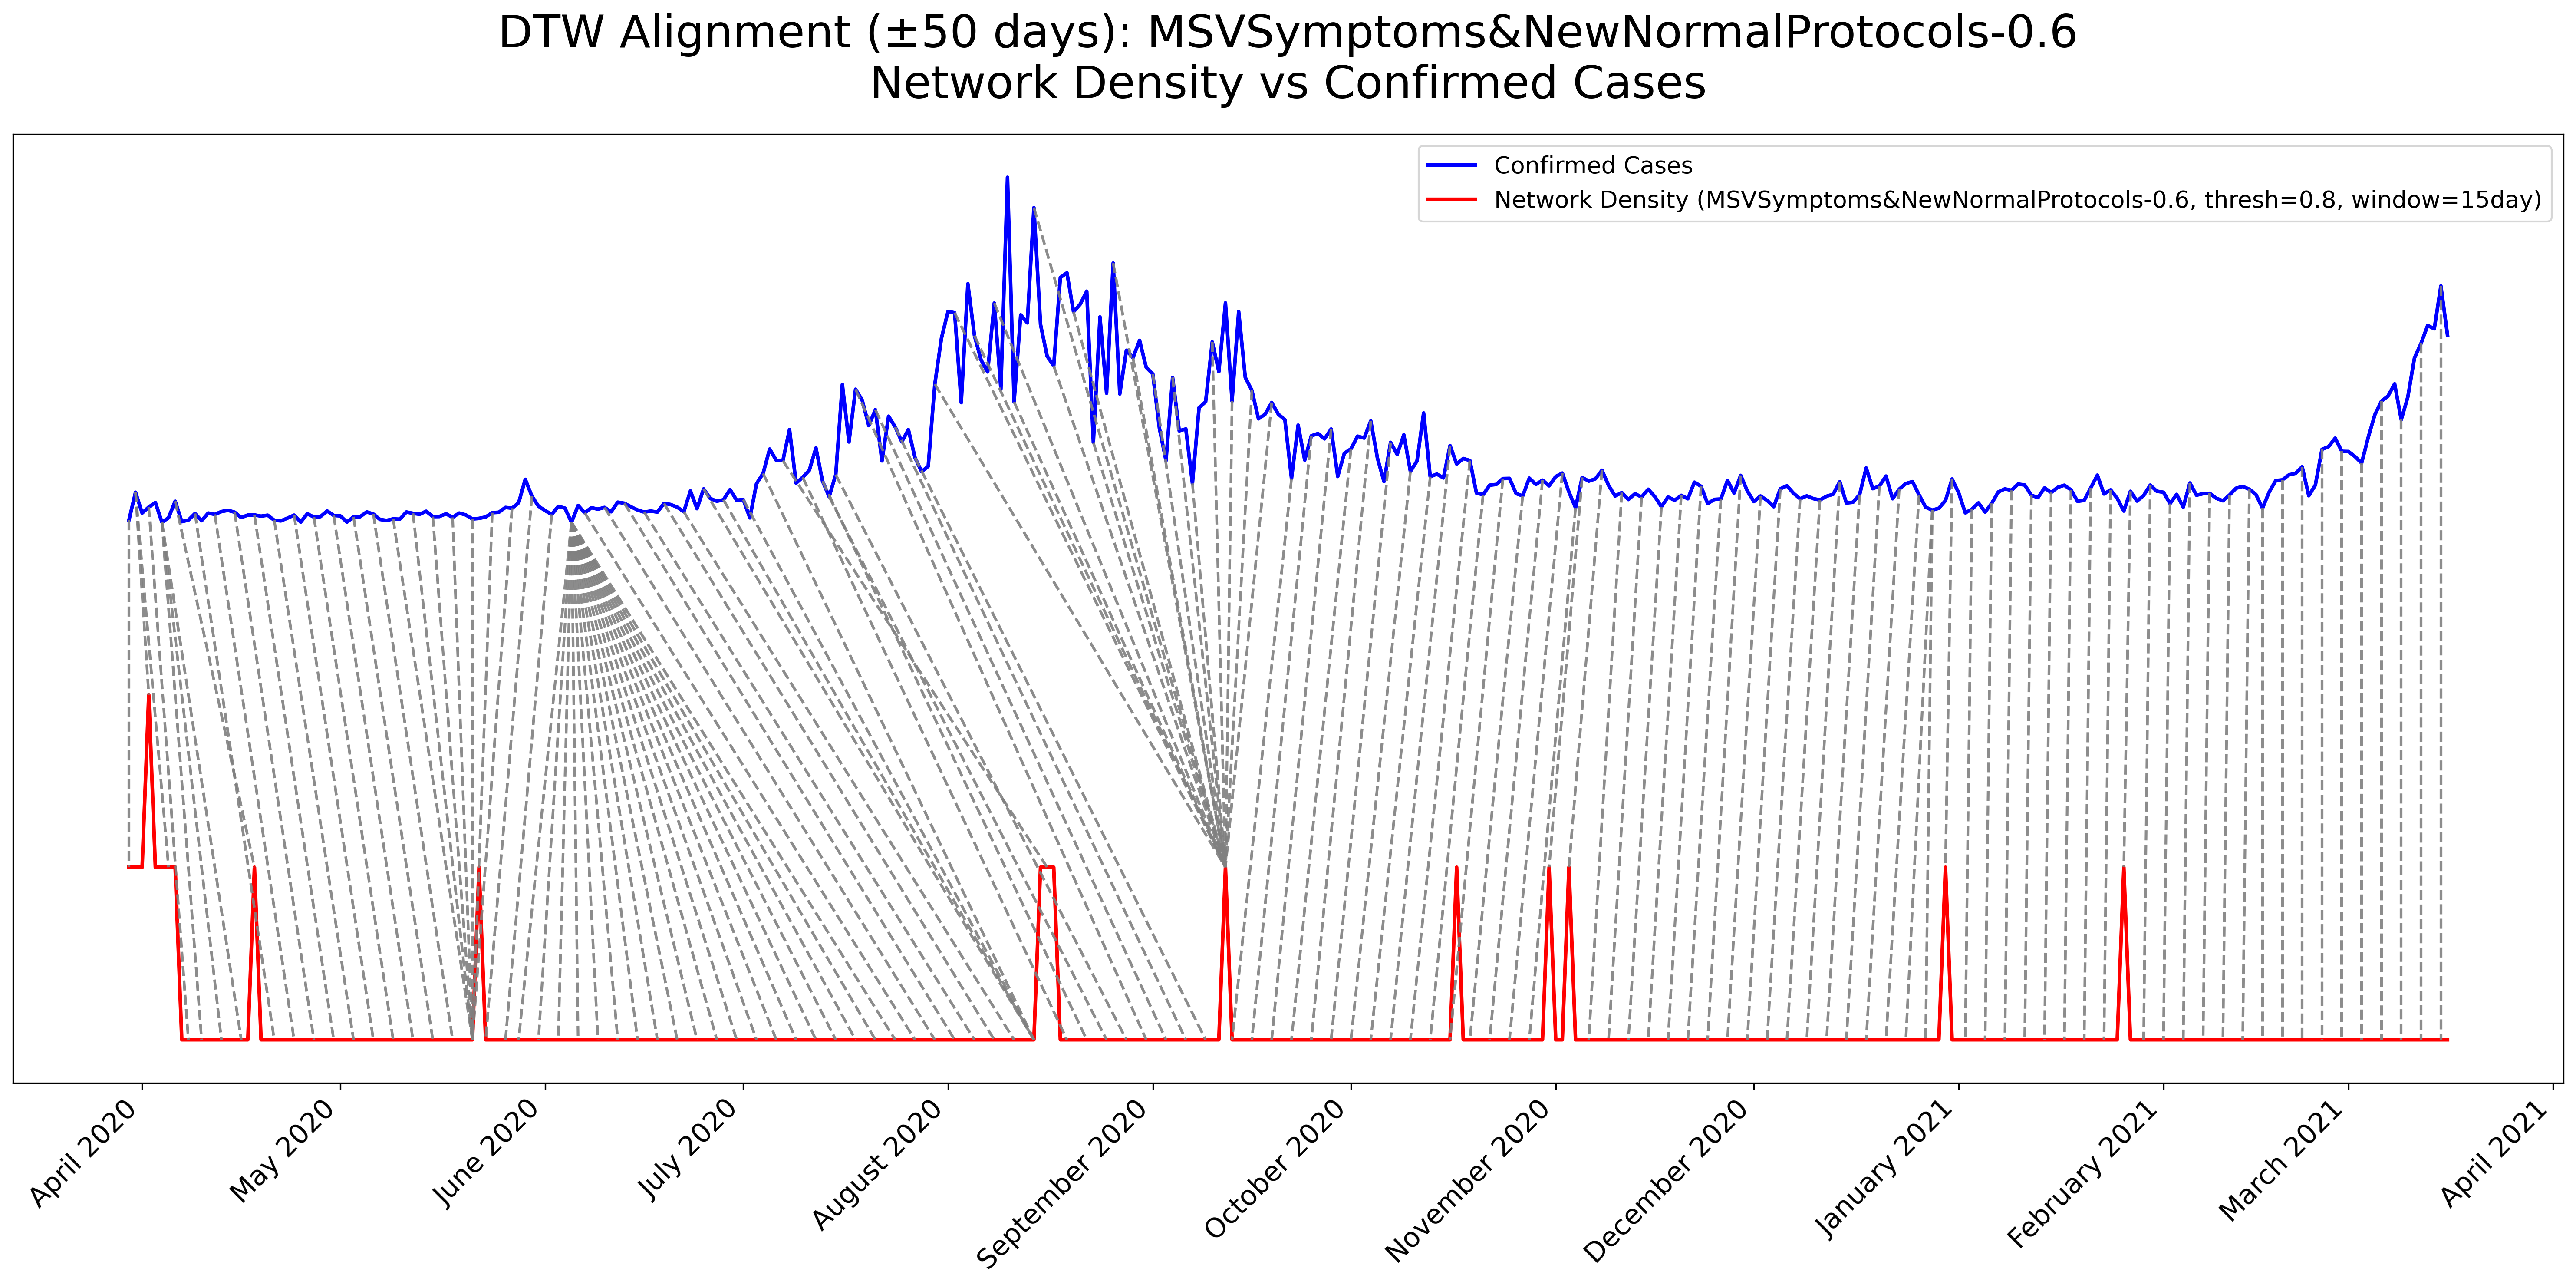 DTW Alignment (±50 days): MSVSymptoms&NewNormalProtocols-0.6
Network Density vs Confirmed Cases
Confirmed Cases
Network Density (MSVSymptoms&NewNormalProtocols-0.6, thresh=0.8, window=15day)
April 2020
May 2020
June 2020
July 2020
August 2020
September 2020
October 2020
November 2020
December 2020
January 2021
February 2021
March 2021
April 2021